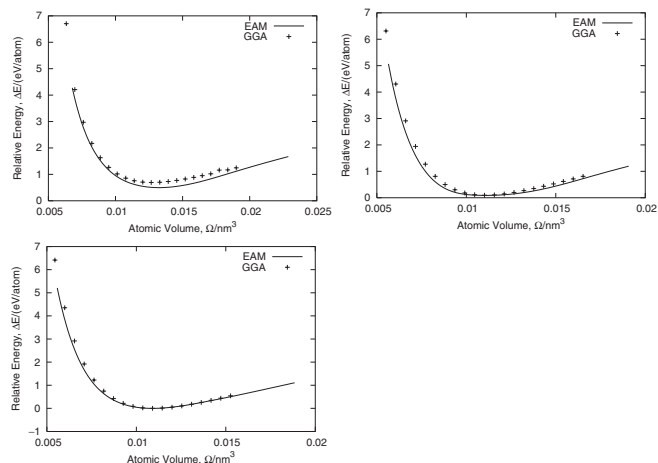 7
6
5
4
3
2
1
0
Relative Energy, ΔE/(eV/atom)
EAM
GGA
0.005 0.01 0.015 0.02 0.025
Atomic Volume, Ω/nm³
7
6
5
4
3
2
1
0
Relative Energy, ΔE/(eV/atom)
EAM
GGA
0.005 0.01 0.015 0.02
Atomic Volume, Ω/nm³
7
6
5
4
3
2
1
0
−1
Relative Energy, ΔE/(eV/atom)
EAM
GGA
0.005 0.01 0.015 0.02
Atomic Volume, Ω/nm³